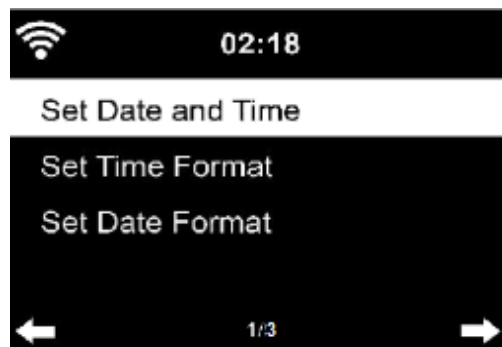 02:18
Set Date and Time
Set Time Format
Set Date Format
1/3